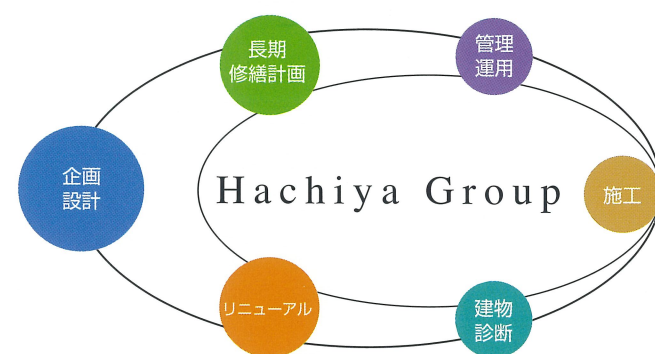 長期
修繕計画
管理
運用
企画
設計
Hachiya Group
施工
リニューアル
建物
診断